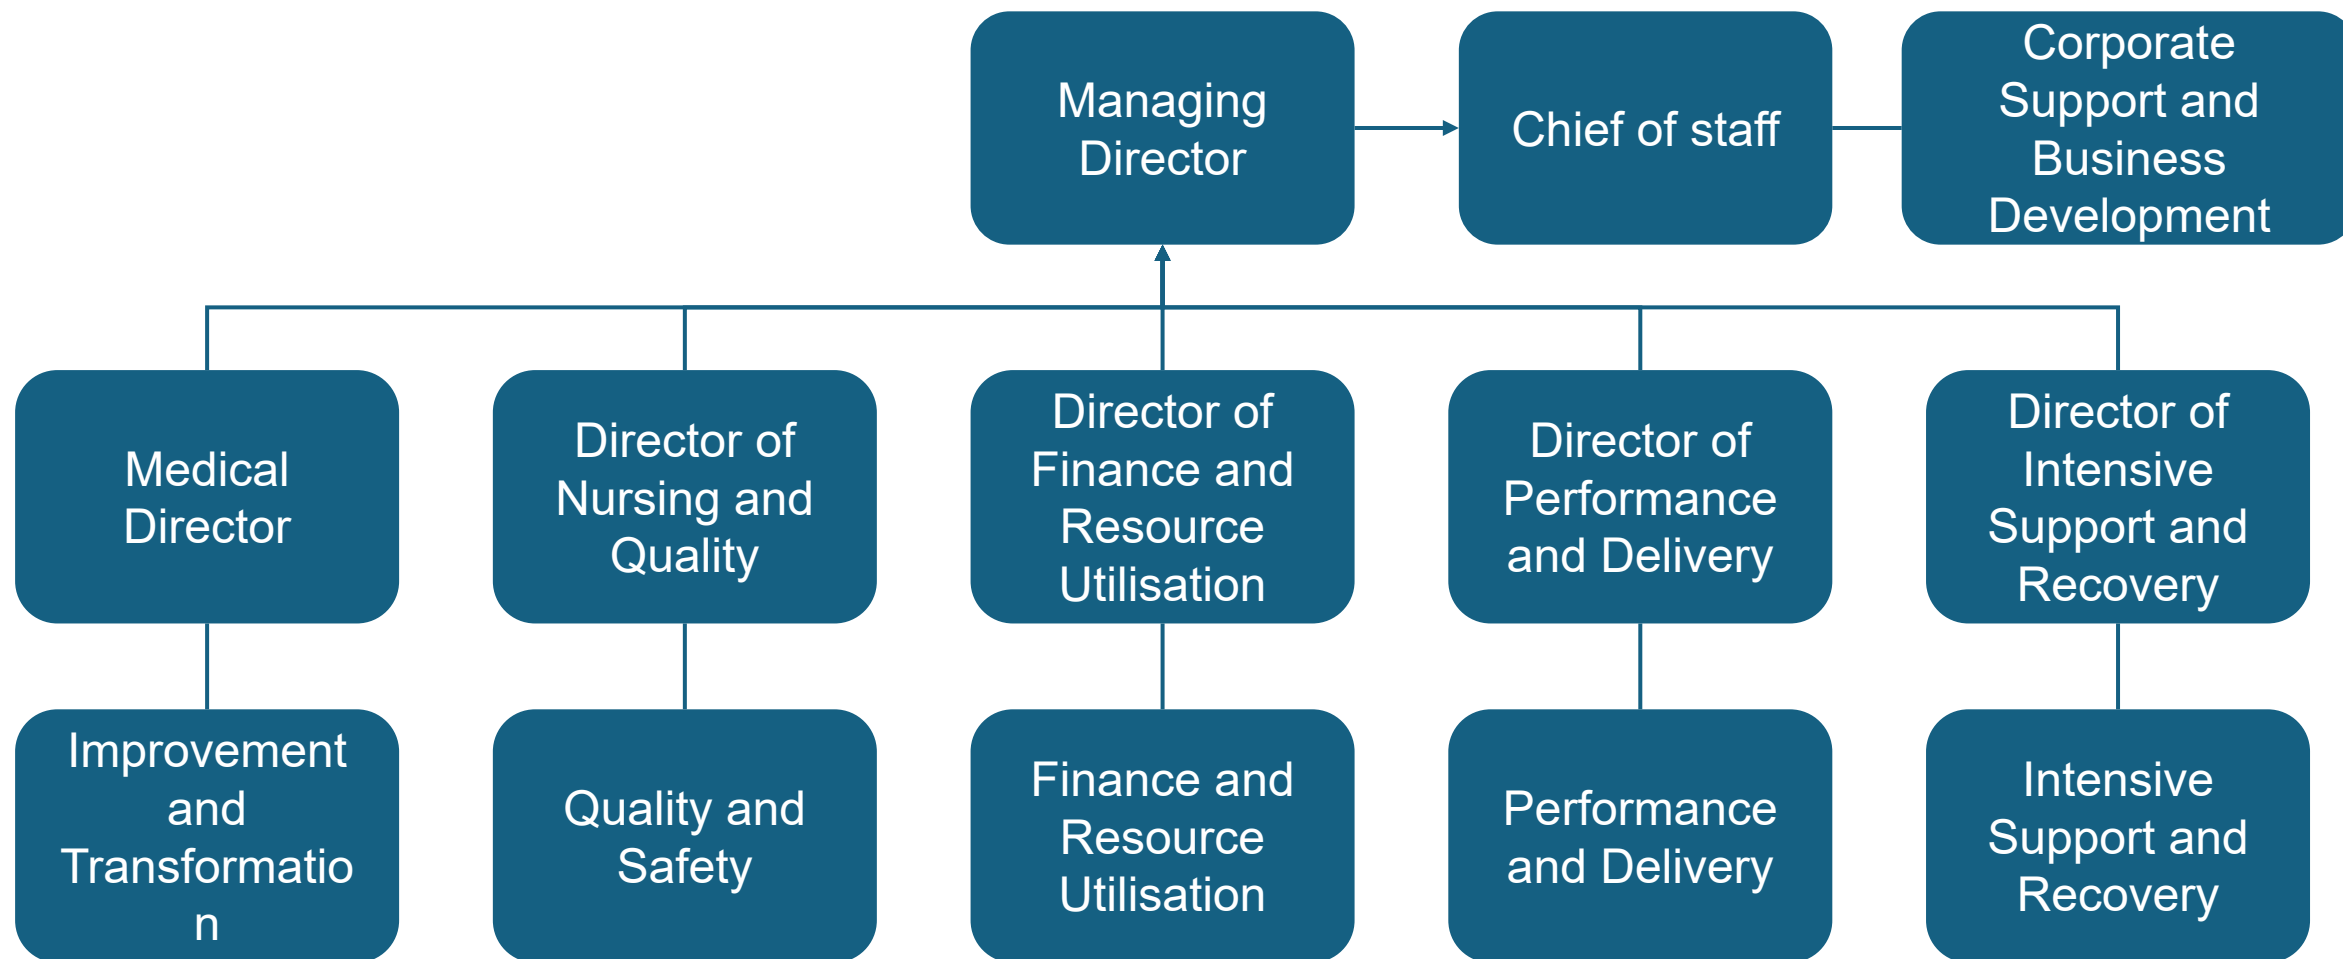 Managing
Director
Chief of staff
Corporate
Support and
Business
Development
Medical
Director
Director of
Nursing and
Quality
Director of
Finance and
Resource
Utilisation
Director of
Performance
and Delivery
Director of
Intensive
Support and
Recovery
Improvement
and
Transformatio
n
Quality and
Safety
Finance and
Resource
Utilisation
Performance
and Delivery
Intensive
Support and
Recovery